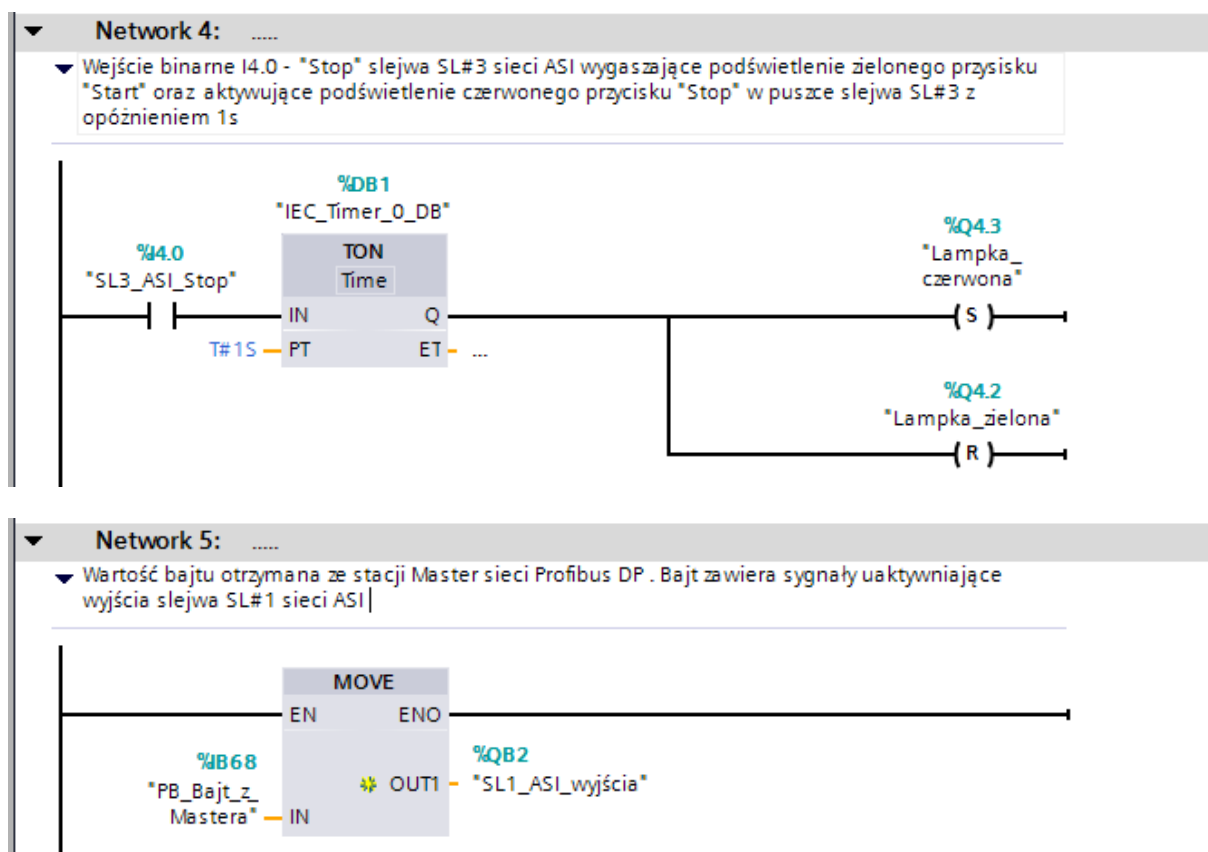 Network 4: .....
Wejście binarne I4.0 - "Stop" slejwa SL#3 sieci ASI wygaszające podświetlenie zielonego przysisku
"Start" oraz aktywujące podświetlenie czerwonego przycisku "Stop" w puszce slejwa SL#3 z
opóźnieniem 1s
%DB1
"IEC_Timer_0_DB"
%I4.0
"SL3_ASI_Stop"
TON
Time
IN Q
T#1S PT ET ...
%Q4.3
"Lampka_
czerwona"
S
%Q4.2
"Lampka_zielona"
R
Network 5: .....
Wartość bajtu otrzymana ze stacji Master sieci Profibus DP . Bajt zawiera sygnały uaktywniające
wyjścia slejwa SL#1 sieci ASI
MOVE
EN ENO
%IB68
"PB_Bajt_z_
Mastera" IN
OUT1
%QB2
"SL1_ASI_wyjścia"